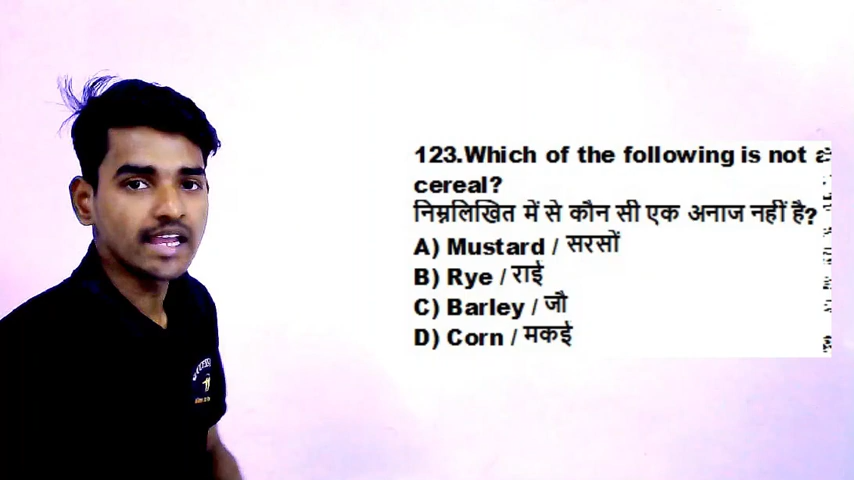 123.Which of the following is not a
cereal?
निम्नलिखित में से कौन सी एक अनाज नहीं है?
A) Mustard / सरसों
B) Rye / राई
C) Barley / जौ
D) Corn / मकई